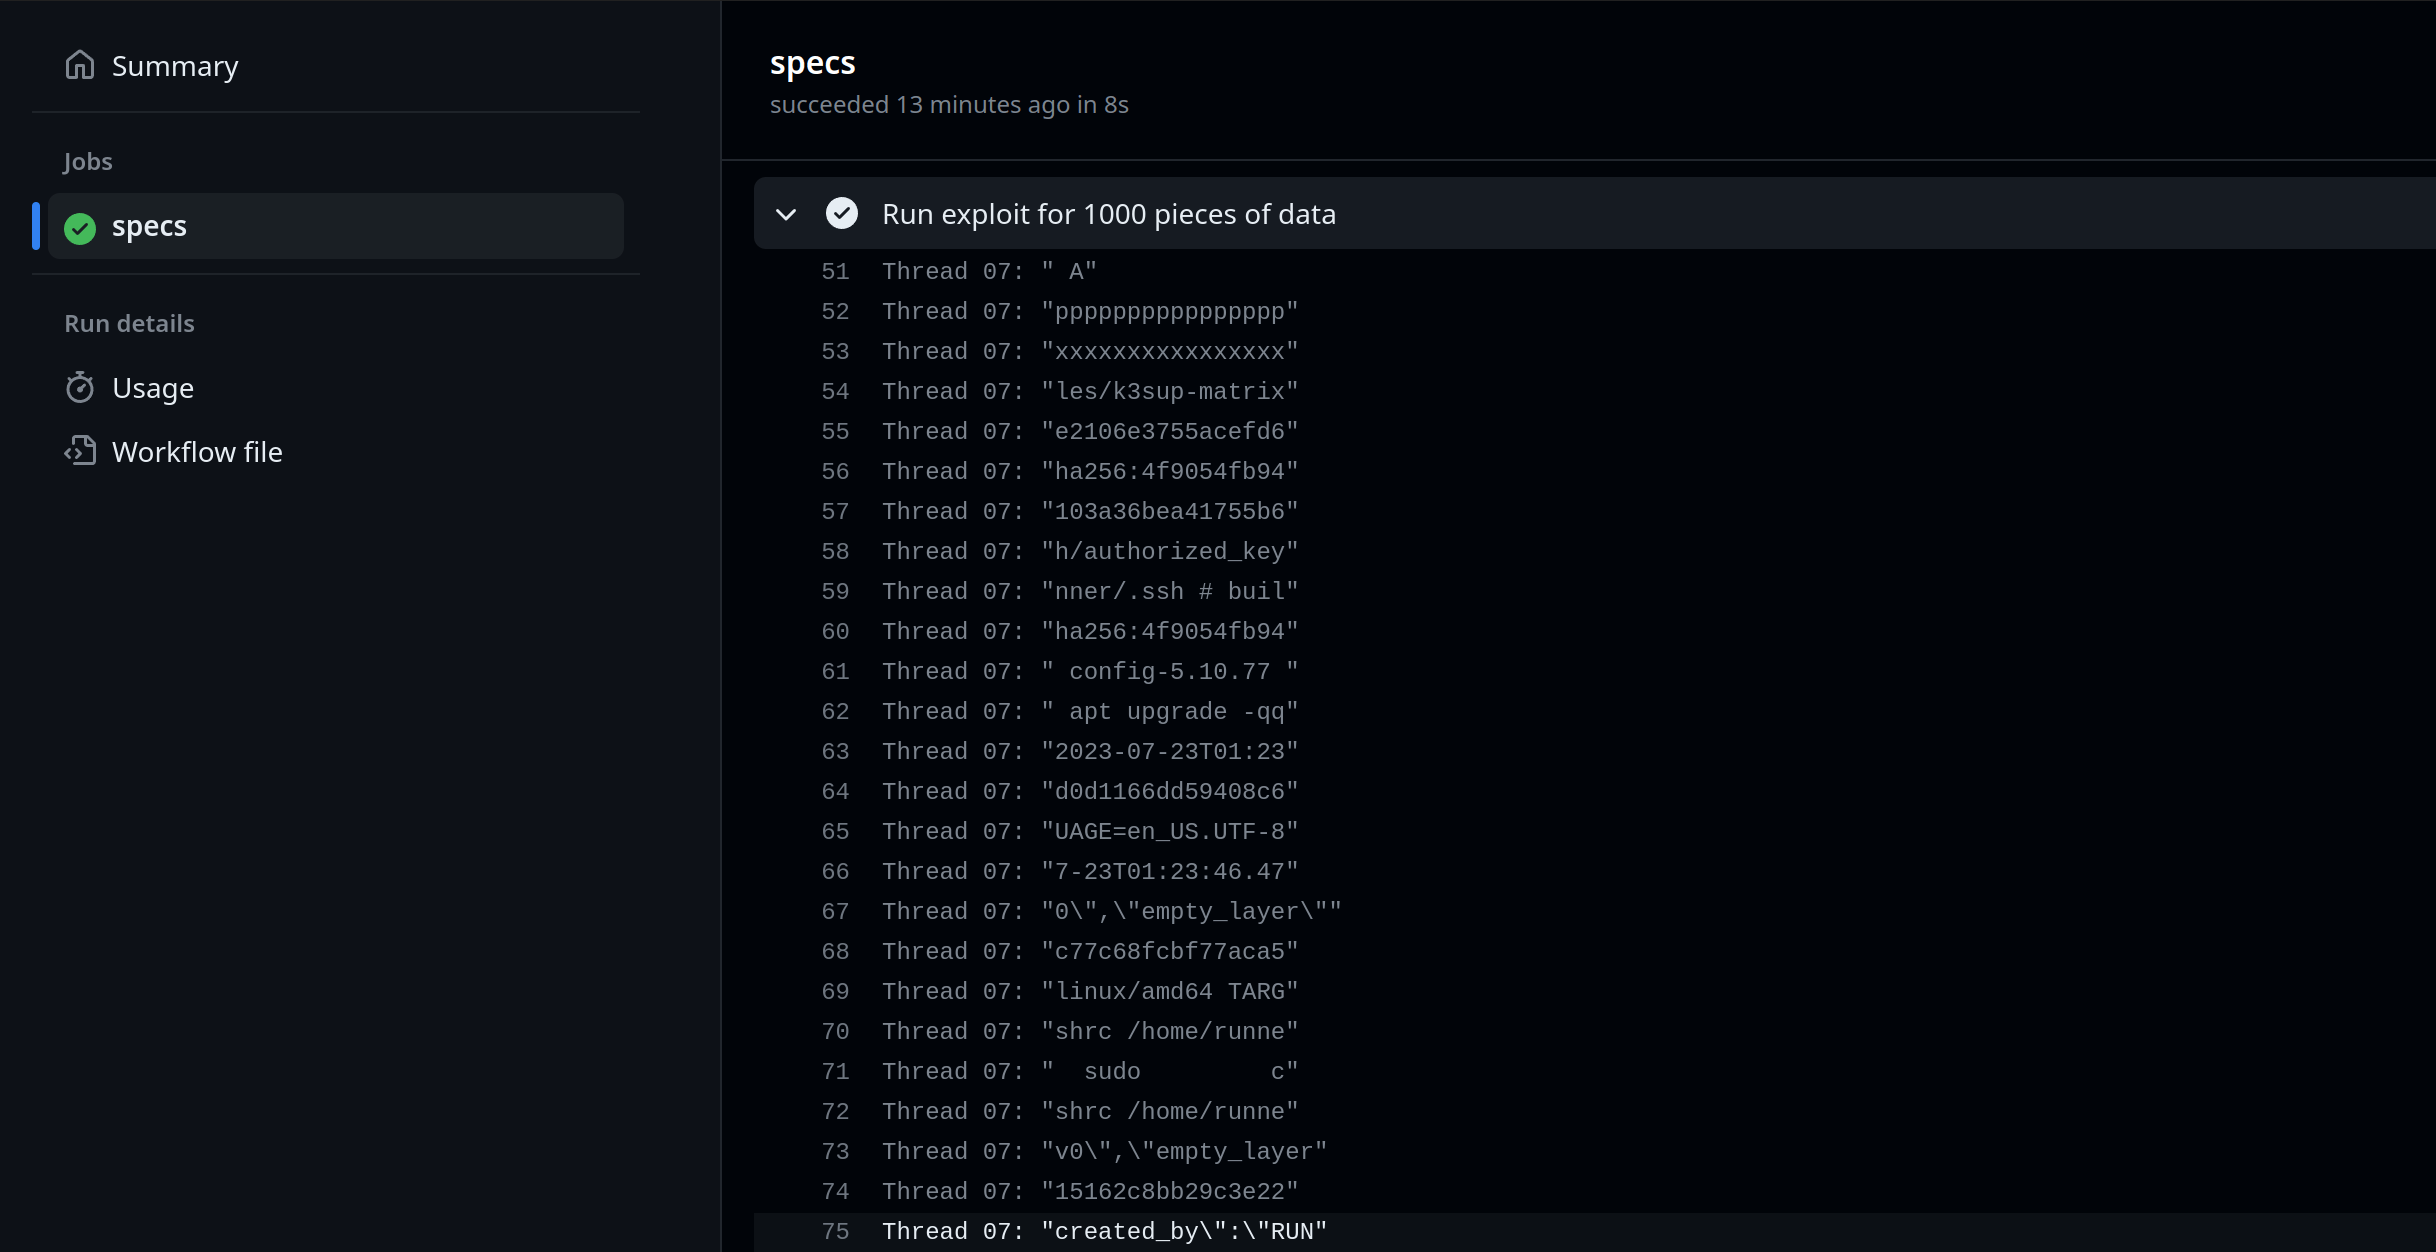 Summary
Jobs
specs
Run details
Usage
Workflow file
specs
succeeded 13 minutes ago in 8s
Run exploit for 1000 pieces of data
51 Thread 07: " A"
52 Thread 07: "pppppppppppppppp"
53 Thread 07: "xxxxxxxxxxxxxxxx"
54 Thread 07: "les/k3sup-matrix"
55 Thread 07: "e2106e3755acefd6"
56 Thread 07: "ha256:4f9054fb94"
57 Thread 07: "103a36bea41755b6"
58 Thread 07: "h/authorized_key"
59 Thread 07: "nner/.ssh # buil"
60 Thread 07: "ha256:4f9054fb94"
61 Thread 07: " config-5.10.77 "
62 Thread 07: " apt upgrade -qq"
63 Thread 07: "2023-07-23T01:23"
64 Thread 07: "d0d1166dd59408c6"
65 Thread 07: "UAGE=en_US.UTF-8"
66 Thread 07: "7-23T01:23:46.47"
67 Thread 07: "0\",\"empty_layer\""
68 Thread 07: "c77c68fcbf77aca5"
69 Thread 07: "linux/amd64 TARG"
70 Thread 07: "shrc /home/runne"
71 Thread 07: "  sudo         c"
72 Thread 07: "shrc /home/runne"
73 Thread 07: "v0\",\"empty_layer"
74 Thread 07: "15162c8bb29c3e22"
75 Thread 07: "created_by\":\"RUN"